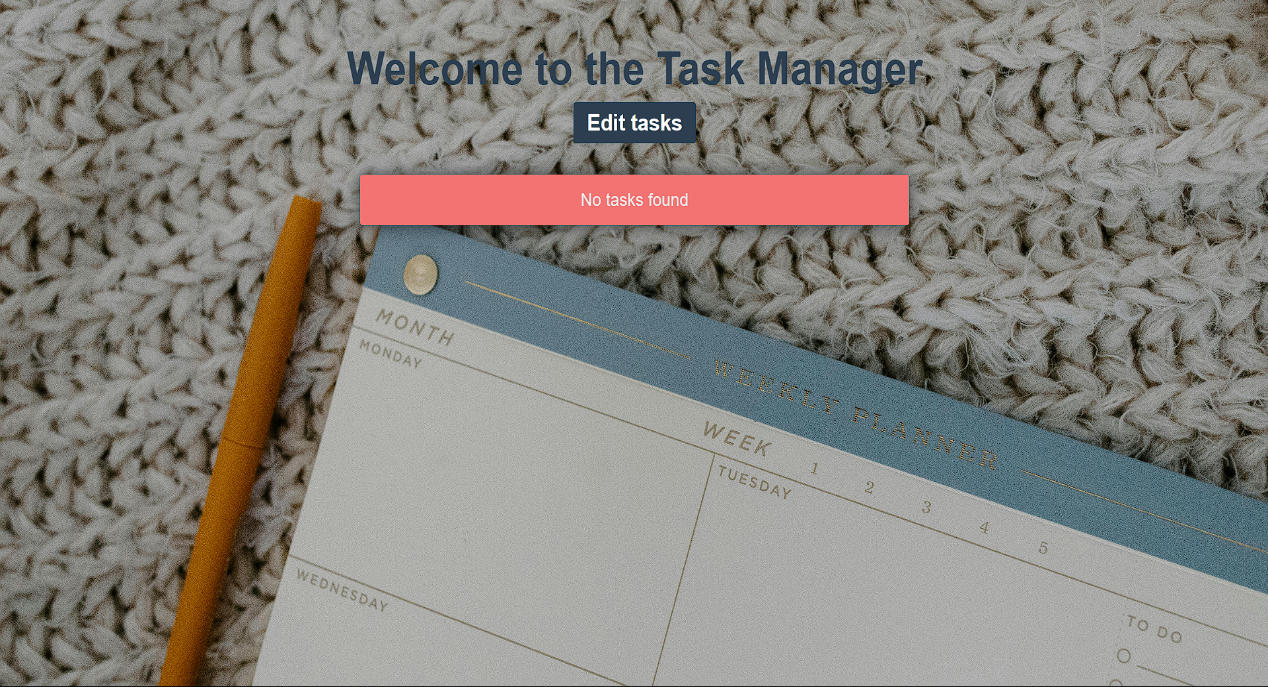 Welcome to the Task Manager
Edit tasks
No tasks found
MONTH
MONDAY
WEEKLY PLANNER
WEEK 1 2 3 4 5
TUESDAY
WEDNESDAY
TO DO